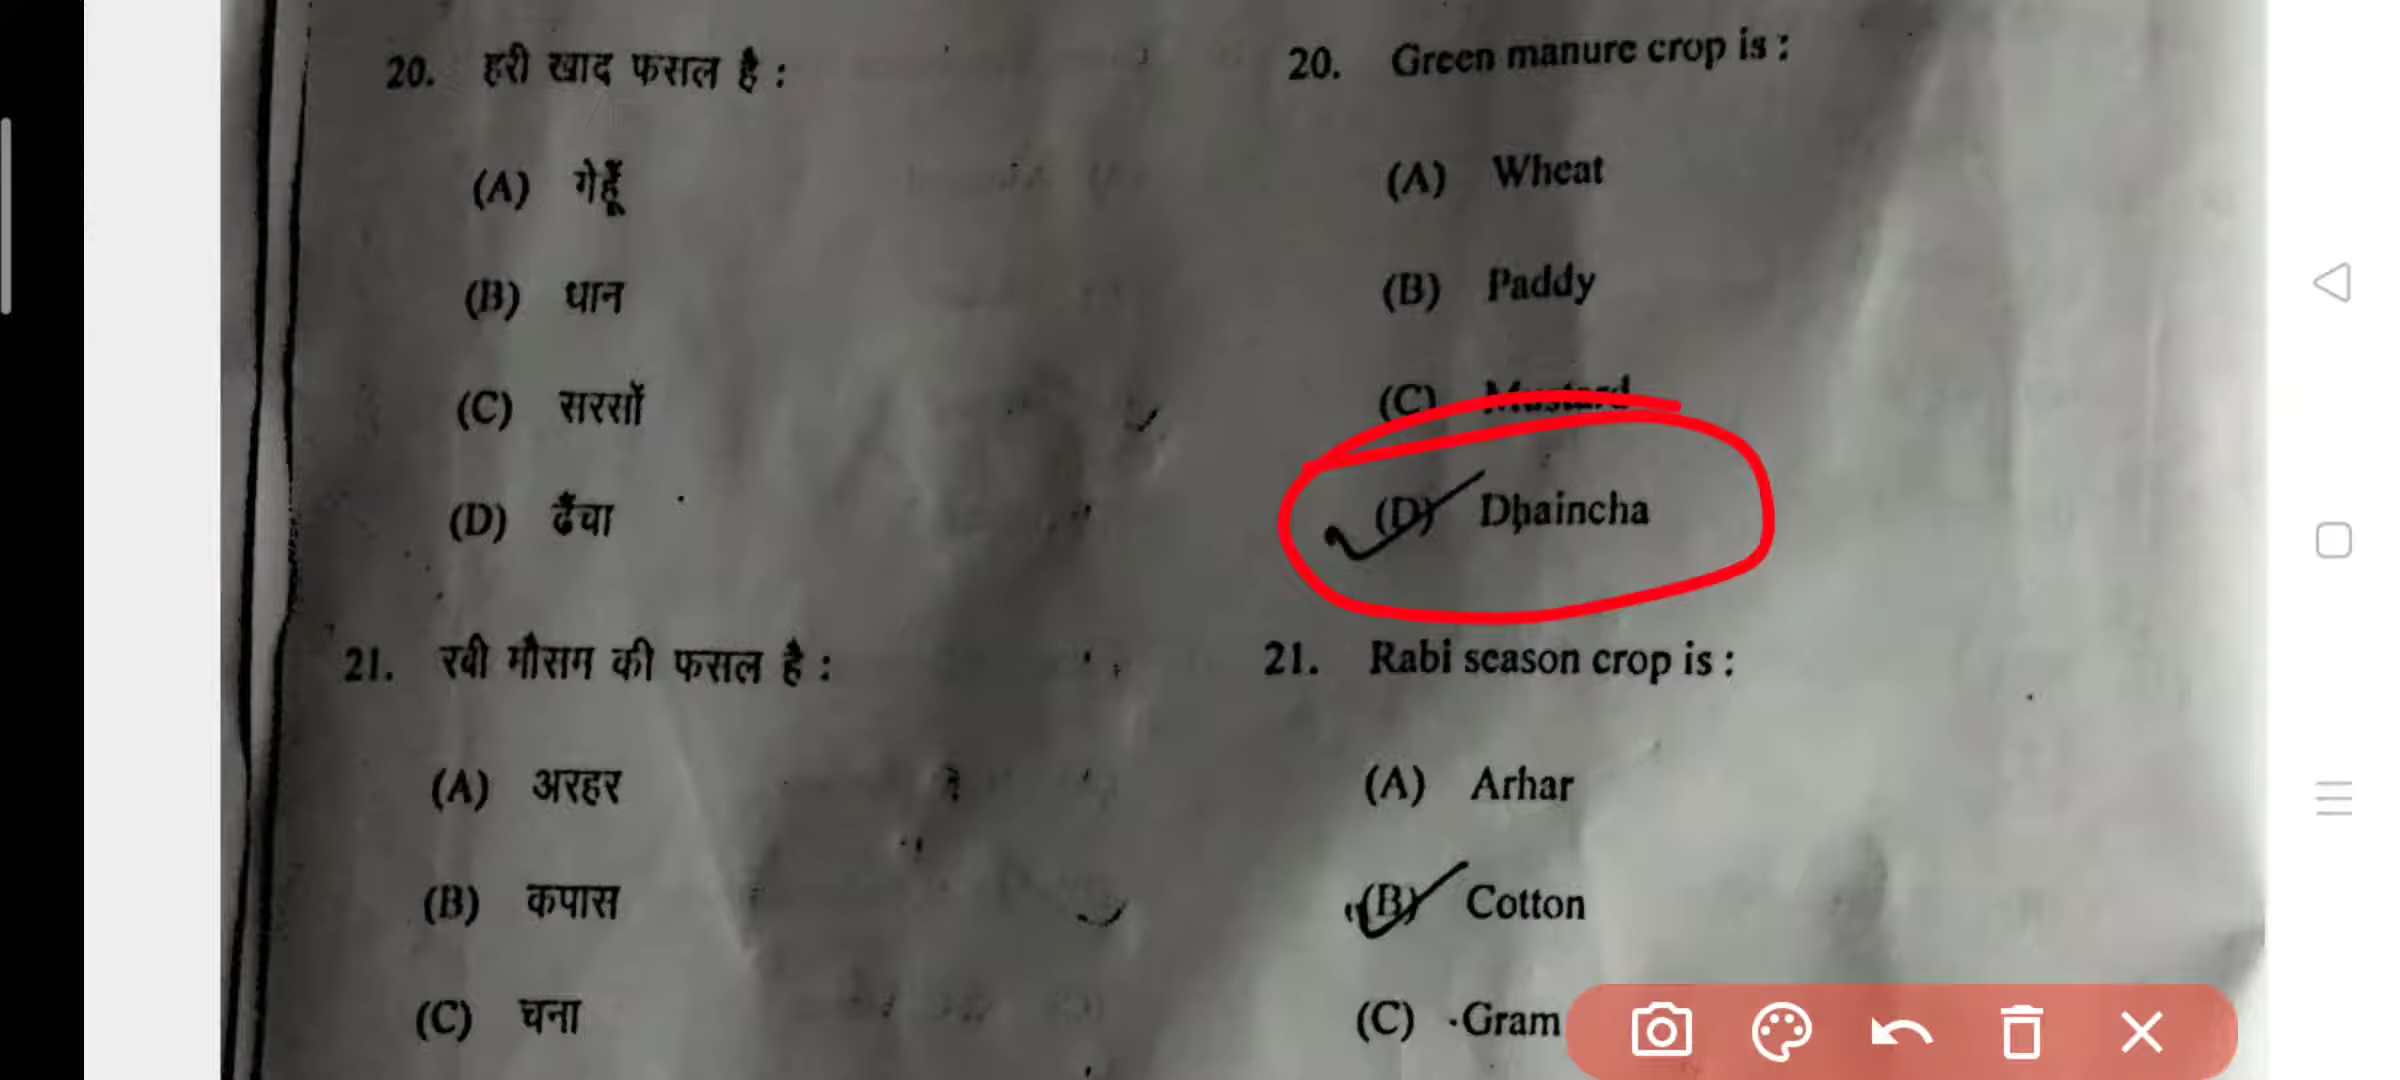 20. हरी खाद फसल है :
(A) गेहूँ
(B) धान
(C) सरसों
(D) ढैंचा
21. रबी मौसम की फसल है :
(A) अरहर
(B) कपास
(C) चना
20. Green manure crop is :
(A) Wheat
(B) Paddy
(C) Mustard
(D) Dhaincha
21. Rabi season crop is :
(A) Arhar
(B) Cotton
(C) Gram